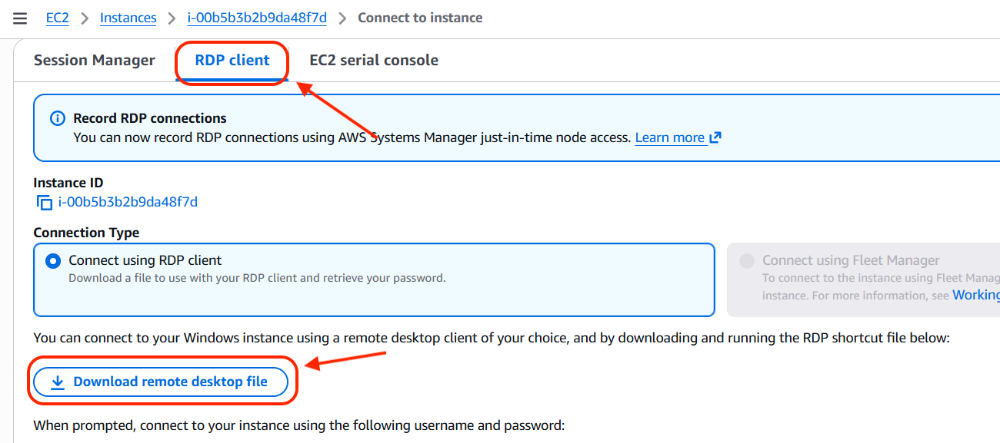 EC2 > Instances > i-00b5b3b2b9da48f7d > Connect to instance
Session Manager RDP client EC2 serial console
Record RDP connections
You can now record RDP connections using AWS Systems Manager just-in-time node access. Learn more
Instance ID
i-00b5b3b2b9da48f7d
Connection Type
Connect using RDP client
Download a file to use with your RDP client and retrieve your password.
Connect using Fleet Manager
To connect to the instance using Fleet Manag
instance. For more information, see Working
You can connect to your Windows instance using a remote desktop client of your choice, and by downloading and running the RDP shortcut file below:
Download remote desktop file
When prompted, connect to your instance using the following username and password: